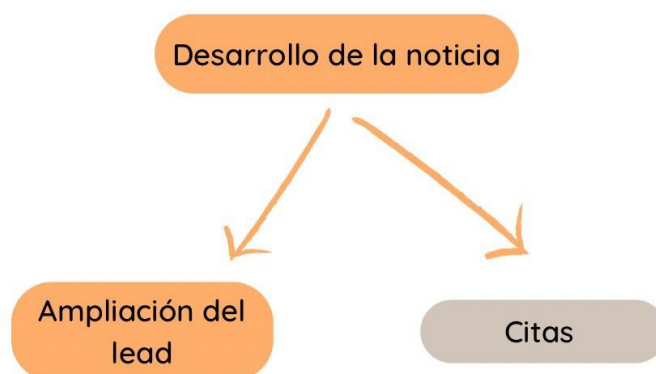 Desarrollo de la noticia
Ampliación del
lead
Citas